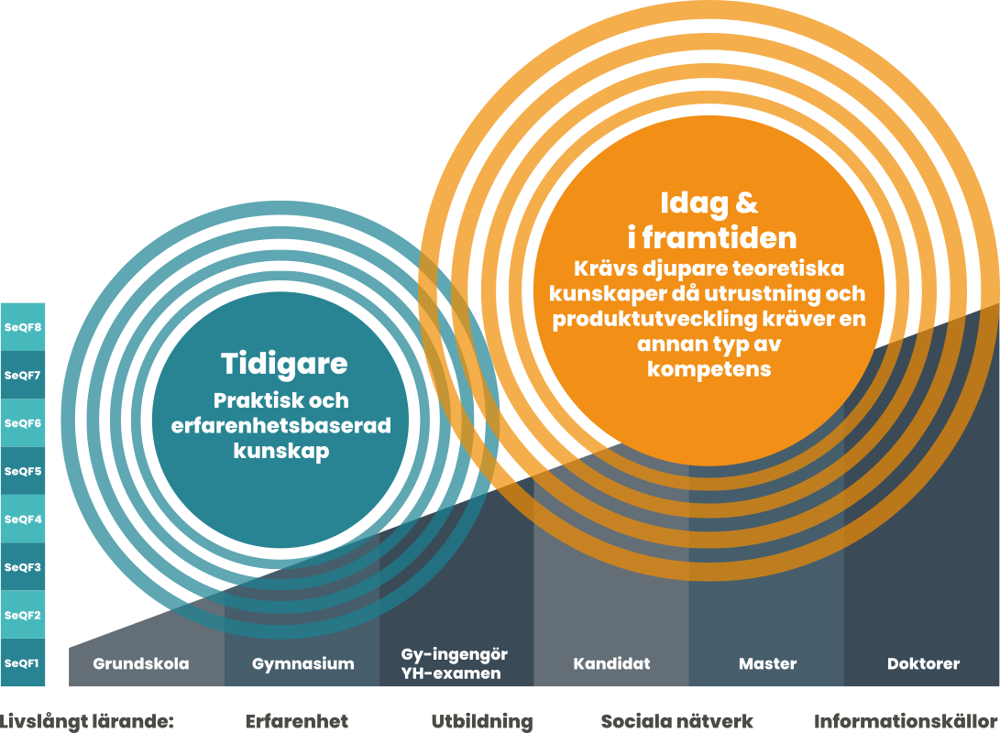 Idag &
i framtiden
Krävs djupare teoretiska
kunskaper då utrustning och
produktutveckling kräver en
annan typ av
kompetens
Tidigare
Praktisk och
erfarenhetsbaserad
kunskap
SeQF8
SeQF7
SeQF6
SeQF5
SeQF4
SeQF3
SeQF2
SeQF1
Grundskola
Gymnasium
Gy-ingengör
YH-examen
Kandidat
Master
Doktorer
Livslångt lärande:
Erfarenhet
Utbildning
Sociala nätverk
Informationskällor